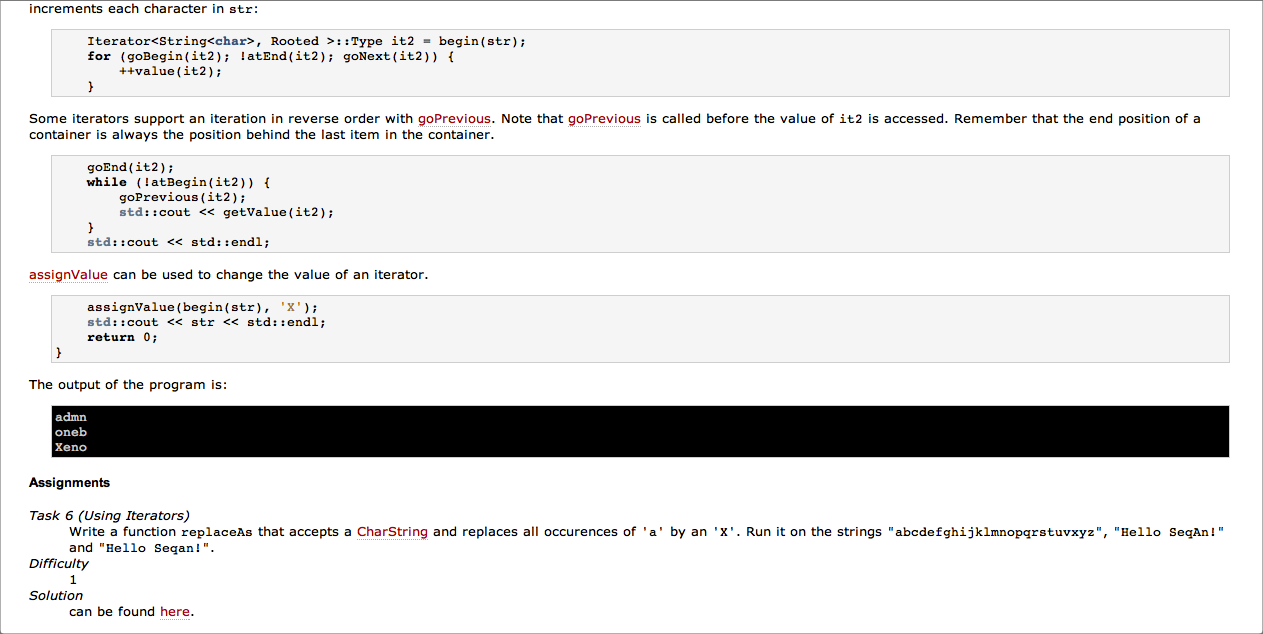 increments each character in str:
Iterator<String<char>, Rooted >::Type it2 = begin(str);
for (goBegin(it2); !atEnd(it2); goNext(it2)) {
++value(it2);
}
Some iterators support an iteration in reverse order with goPrevious. Note that goPrevious is called before the value of it2 is accessed. Remember that the end position of a
container is always the position behind the last item in the container.
goEnd(it2);
while (!atBegin(it2)) {
goPrevious(it2);
std::cout << getValue(it2);
}
std::cout << std::endl;
assignValue can be used to change the value of an iterator.
assignValue(begin(str), 'X');
std::cout << str << std::endl;
return 0;
}
The output of the program is:
admn
oneb
Xeno
Assignments
Task 6 (Using Iterators)
Write a function replaceAs that accepts a CharString and replaces all occurences of 'a' by an 'X'. Run it on the strings "abcdefghijklmnopqrstuvxyz", "Hello SeqAn!"
and "Hello Seqan!".
Difficulty
1
Solution
can be found here.